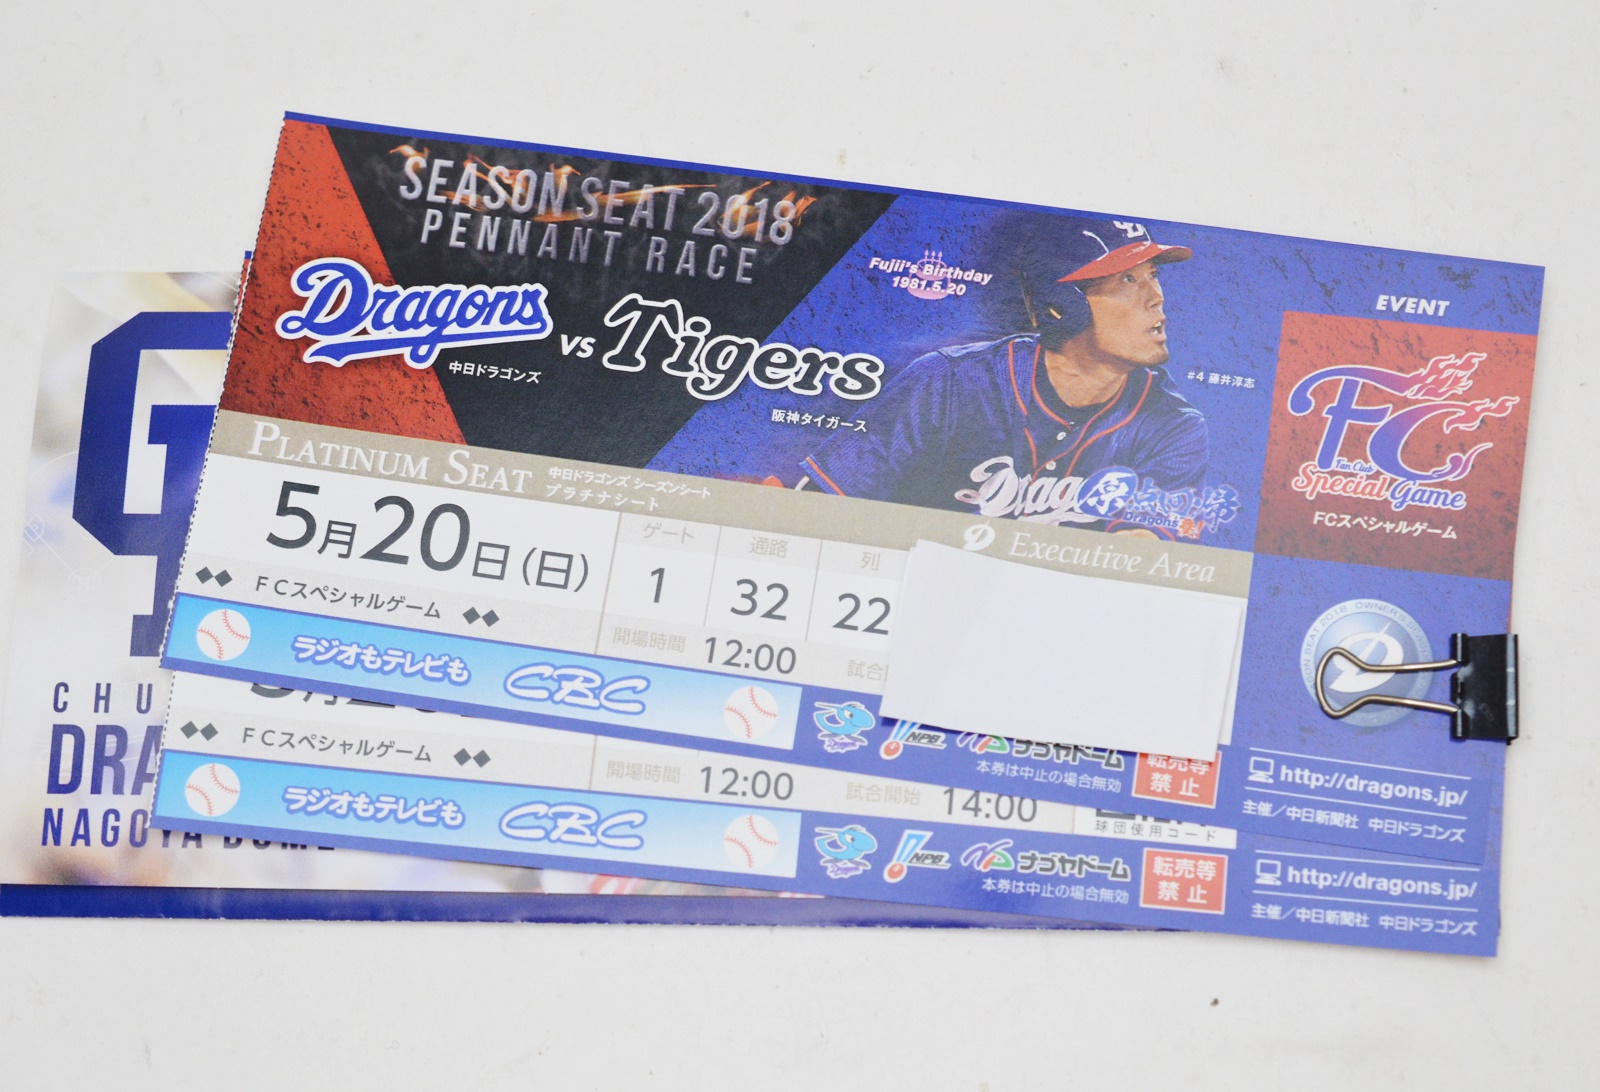 SEASON SEAT 2018
PENNANT RACE
Dragons
中日ドラゴンズ
VS
Tigers
阪神タイガース
Fujii's Birthday
1981.5.20
#4 藤井淳志
Dragons愛!
EVENT
FC
Fan Club
Special Game
FCスペシャルゲーム
PLATINUM SEAT
中日ドラゴンズ シーズンシート
プラチナシート
Executive Area
5月20日(日)
ゲート
1
通路
32
列
22
FCスペシャルゲーム
開場時間 12:00
ラジオもテレビも CBC
NPB
ナゴヤドーム
本券は中止の場合無効
転売等
禁止
http://dragons.jp/
主催／中日新聞社 中日ドラゴンズ
FCスペシャルゲーム
開場時間 12:00
試合開始 14:00
球団使用コード
ラジオもテレビも CBC
NPB
ナゴヤドーム
本券は中止の場合無効
転売等
禁止
http://dragons.jp/
主催／中日新聞社 中日ドラゴンズ
CHU
DRA
NAGOYA DOME